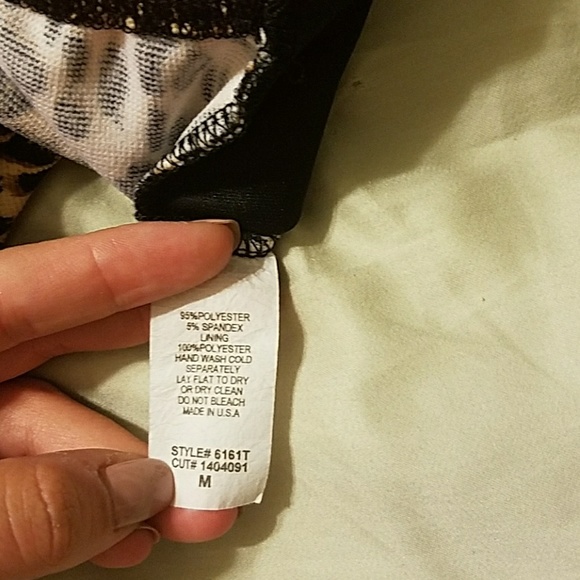 95%POLYESTER
5% SPANDEX
LINING
100%POLYESTER
HAND WASH COLD
SEPARATELY
LAY FLAT TO DRY
OR DRY CLEAN
DO NOT BLEACH
MADE IN U.S.A
STYLE# 6161T
CUT# 1404091
M